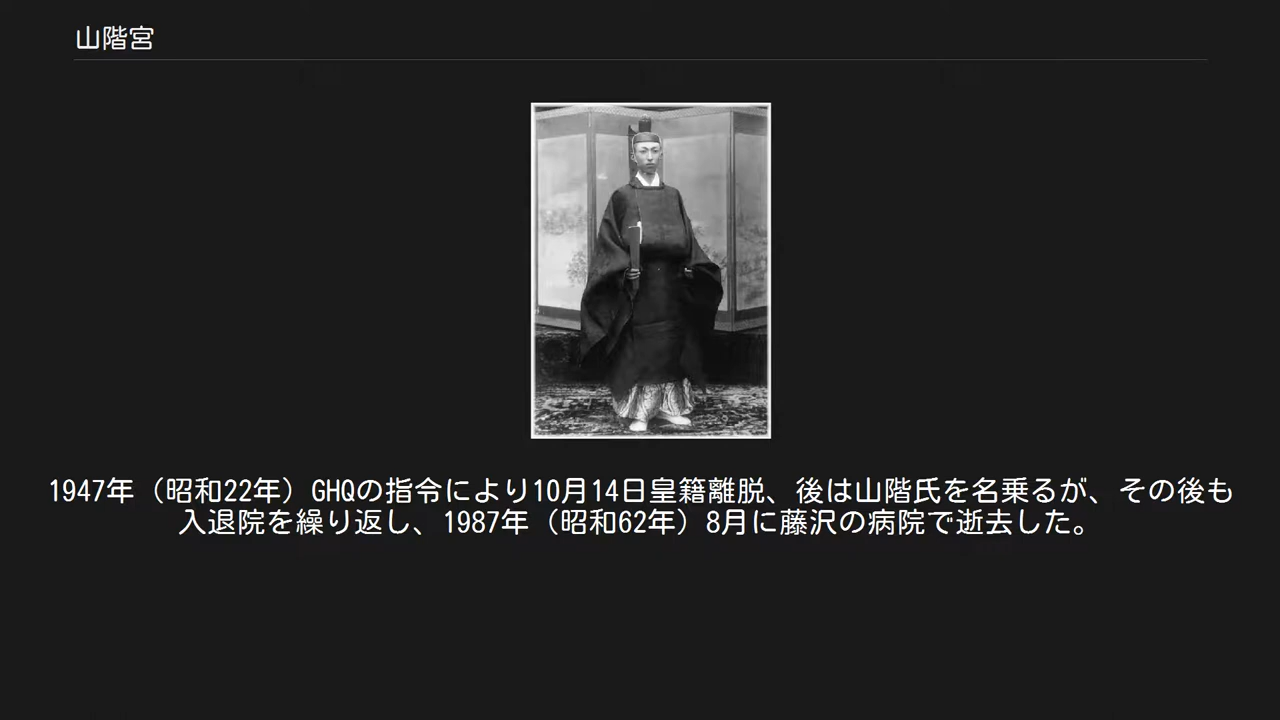 山階宮
1947年（昭和22年）GHQの指令により10月14日皇籍離脱、後は山階氏を名乗るが、その後も
入退院を繰り返し、1987年（昭和62年）8月に藤沢の病院で逝去した。